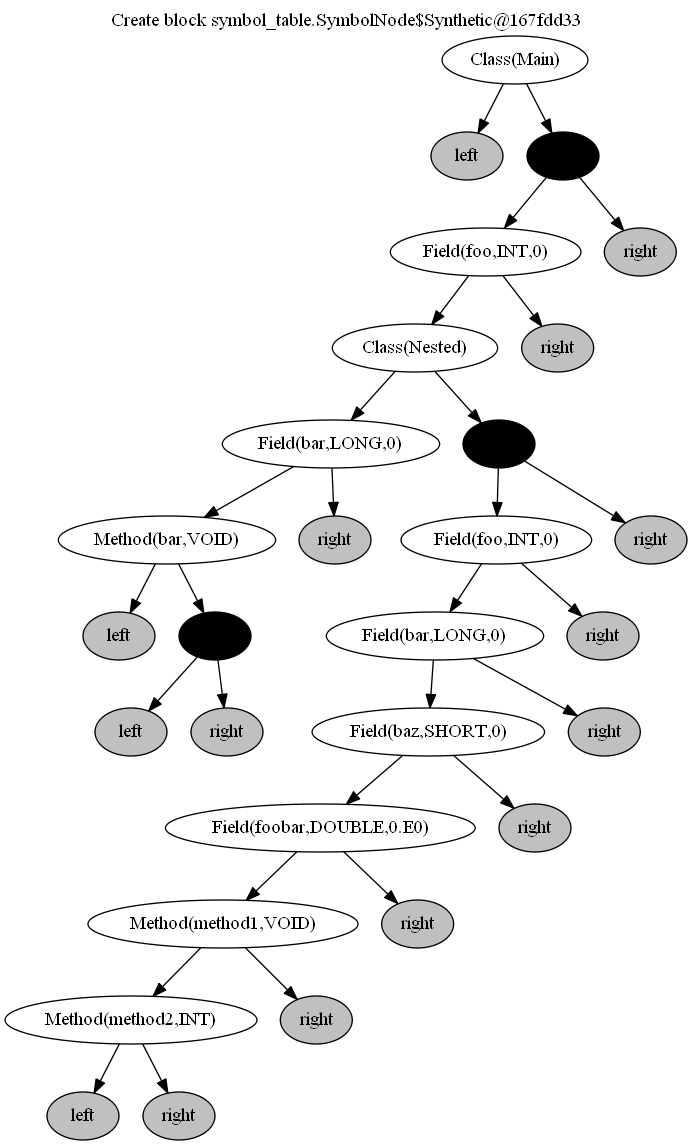 Create block symbol_table.SymbolNode$Synthetic@167fdd33
Class(Main)
left
Field(foo,INT,0)
right
Class(Nested)
right
Field(bar,LONG,0)
Method(bar,VOID)
right
Field(foo,INT,0)
right
left
Field(bar,LONG,0)
right
left
right
Field(baz,SHORT,0)
right
Field(foobar,DOUBLE,0.E0)
right
Method(method1,VOID)
right
Method(method2,INT)
right
left
right